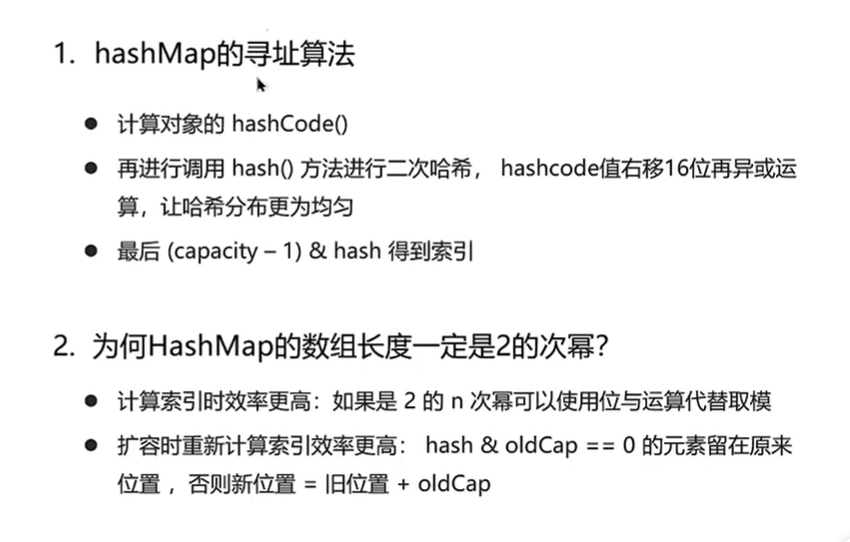 1. hashMap的寻址算法
● 计算对象的 hashCode()
● 再进行调用 hash() 方法进行二次哈希， hashcode值右移16位再异或运
算，让哈希分布更为均匀
● 最后 (capacity – 1) & hash 得到索引
2. 为何HashMap的数组长度一定是2的次幂？
● 计算索引时效率更高：如果是 2 的 n 次幂可以使用位与运算代替取模
● 扩容时重新计算索引效率更高： hash & oldCap == 0 的元素留在原来
位置 ，否则新位置 = 旧位置 + oldCap